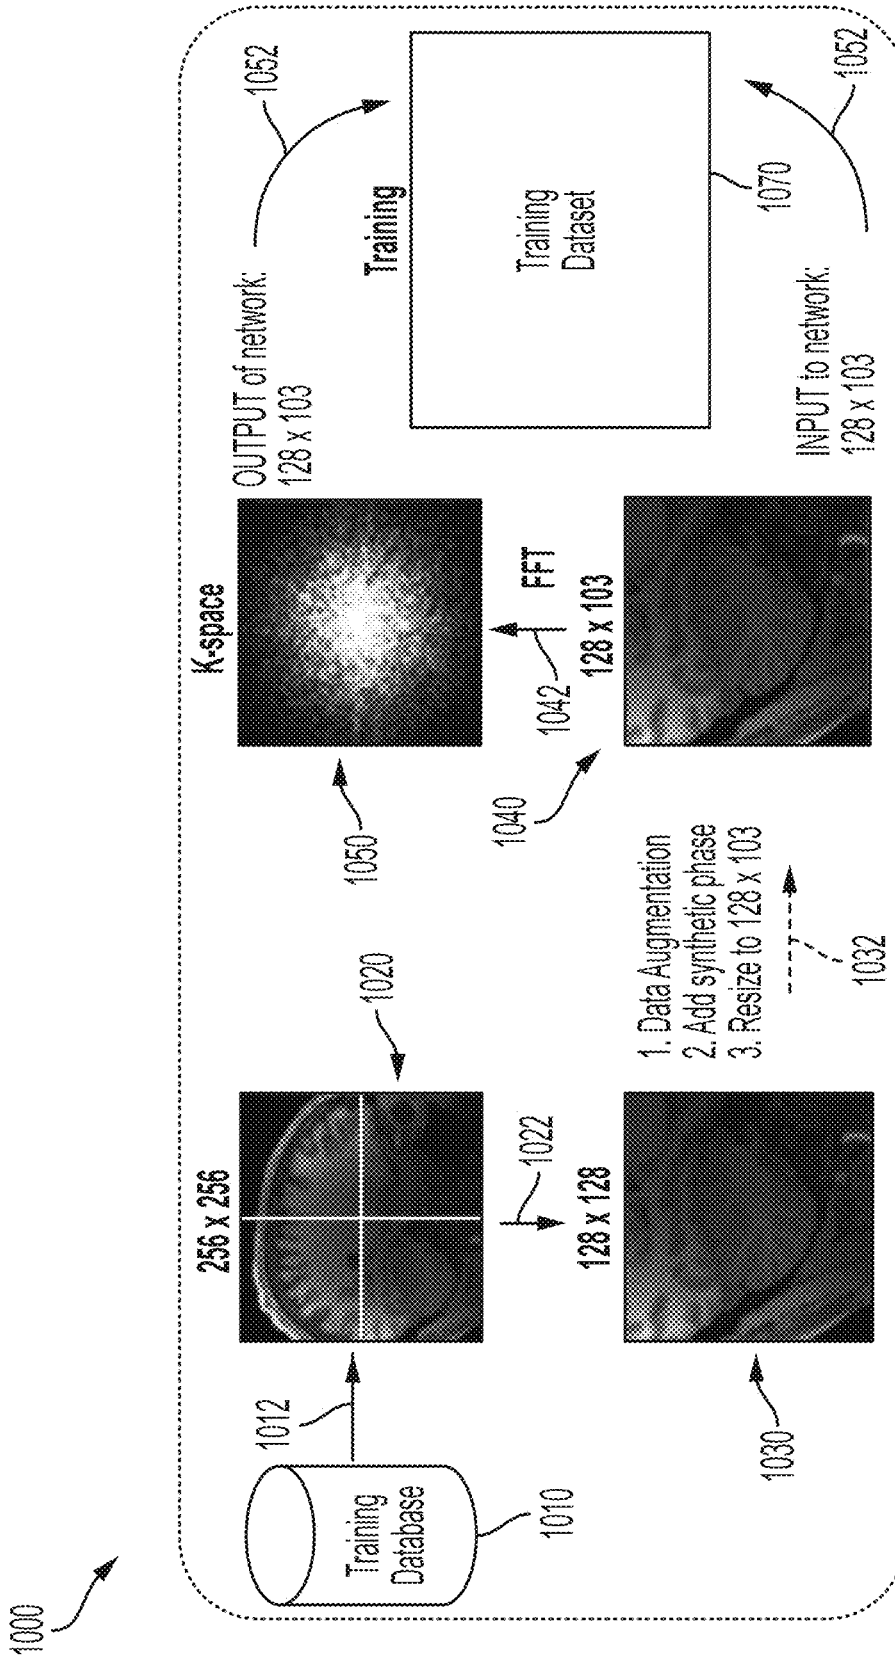 1000
Training
Database
1010
1012
256 x 256
1020
1022
128 x 128
1030
1. Data Augmentation
2. Add synthetic phase
3. Resize to 128 x 103
1032
K-space
1050
FFT
1042
128 x 103
1040
OUTPUT of network:
128 x 103
1052
Training
Training
Dataset
1070
INPUT to network:
128 x 103
1052